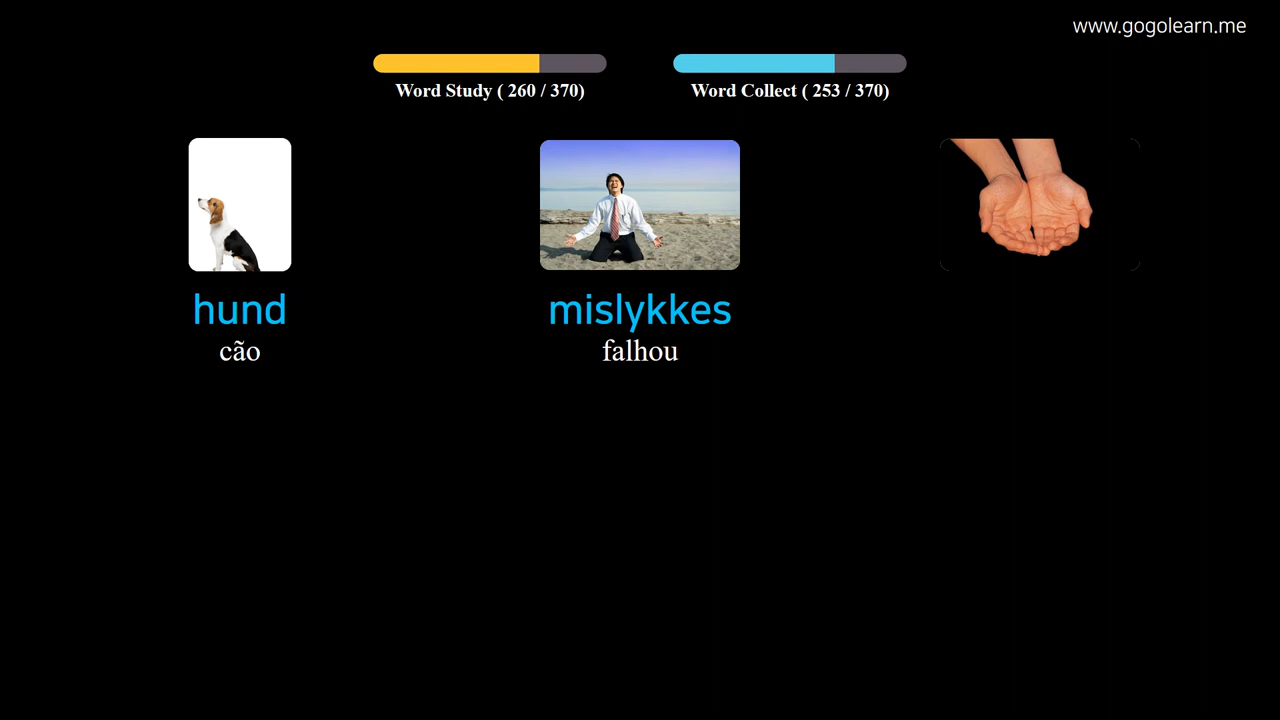 www.gogolearn.me
Word Study ( 260 / 370)
Word Collect ( 253 / 370)
hund
cão
mislykkes
falhou